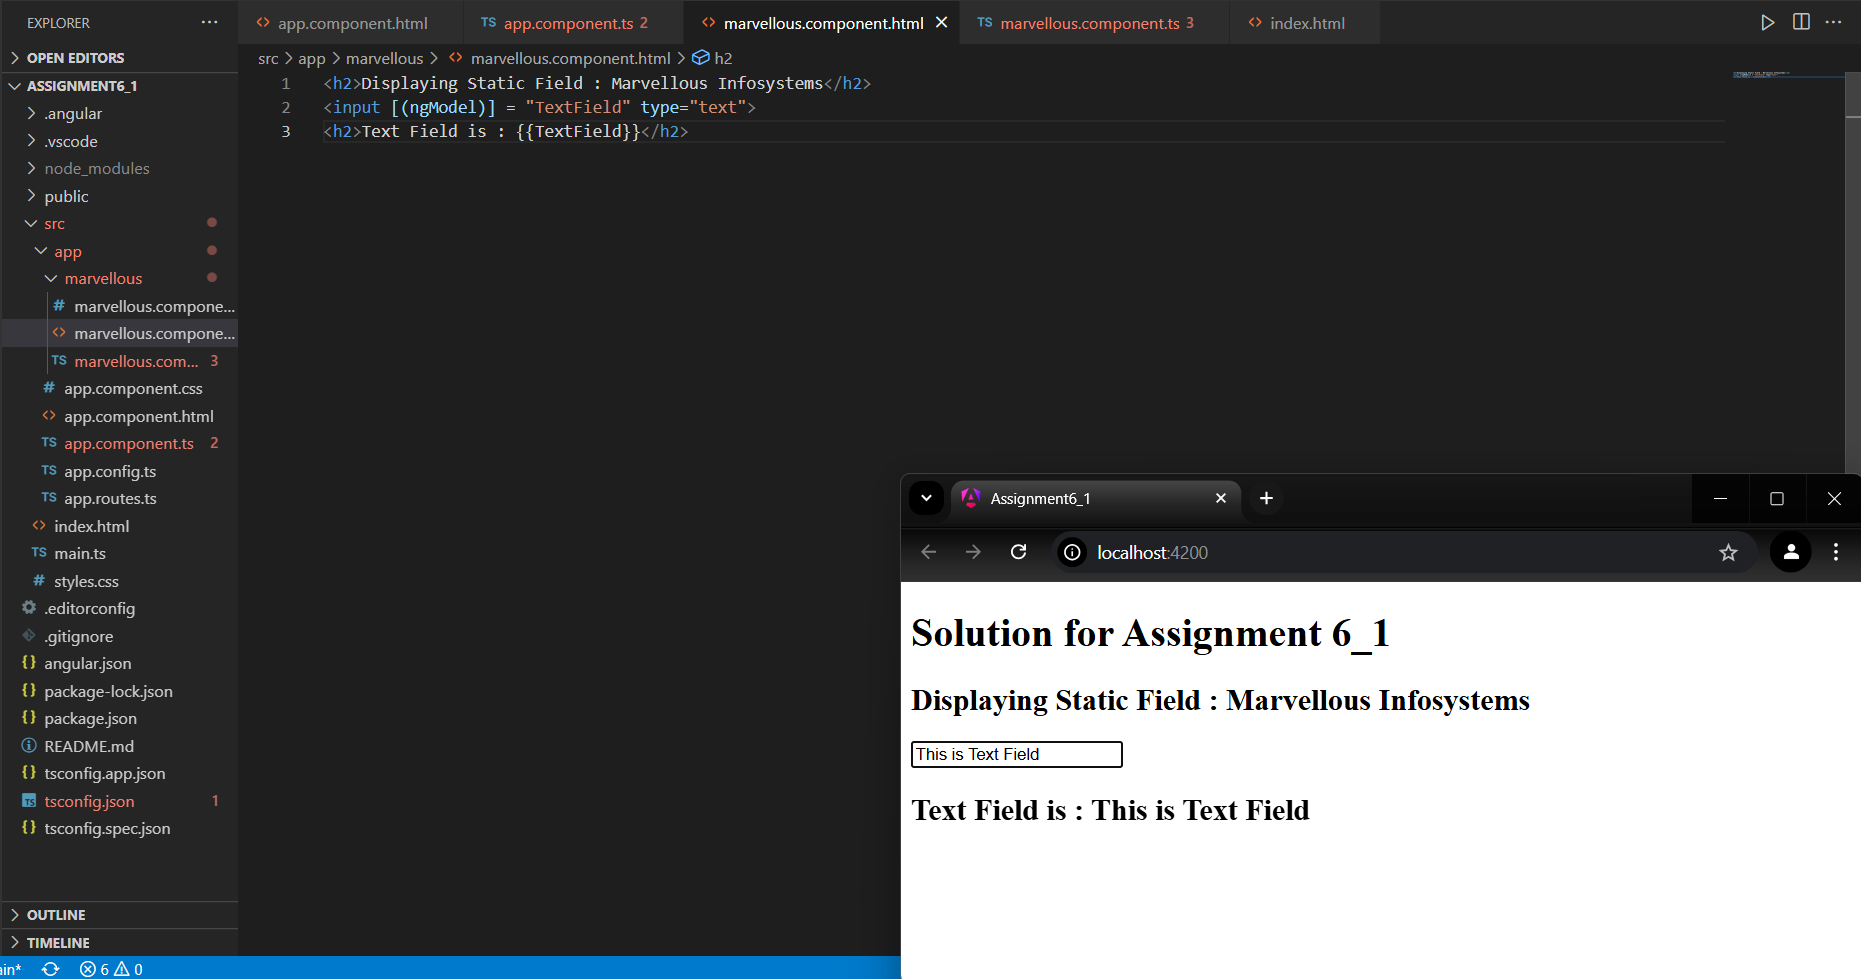 EXPLORER ...
OPEN EDITORS
ASSIGNMENT6_1
.angular
.vscode
node_modules
public
src
app
marvellous
marvellous.compone...
marvellous.compone...
marvellous.com... 3
app.component.css
app.component.html
app.component.ts 2
app.config.ts
app.routes.ts
index.html
main.ts
styles.css
.editorconfig
.gitignore
angular.json
package-lock.json
package.json
README.md
tsconfig.app.json
tsconfig.json 1
tsconfig.spec.json
OUTLINE
TIMELINE
ain* 6 0
app.component.html TS app.component.ts 2 marvellous.component.html TS marvellous.component.ts 3 index.html
src > app > marvellous > marvellous.component.html > h2
1 <h2>Displaying Static Field : Marvellous Infosystems</h2>
2 <input [(ngModel)] = "TextField" type="text">
3 <h2>Text Field is : {{TextField}}</h2>
Assignment6_1
localhost:4200
Solution for Assignment 6_1
Displaying Static Field : Marvellous Infosystems
This is Text Field
Text Field is : This is Text Field